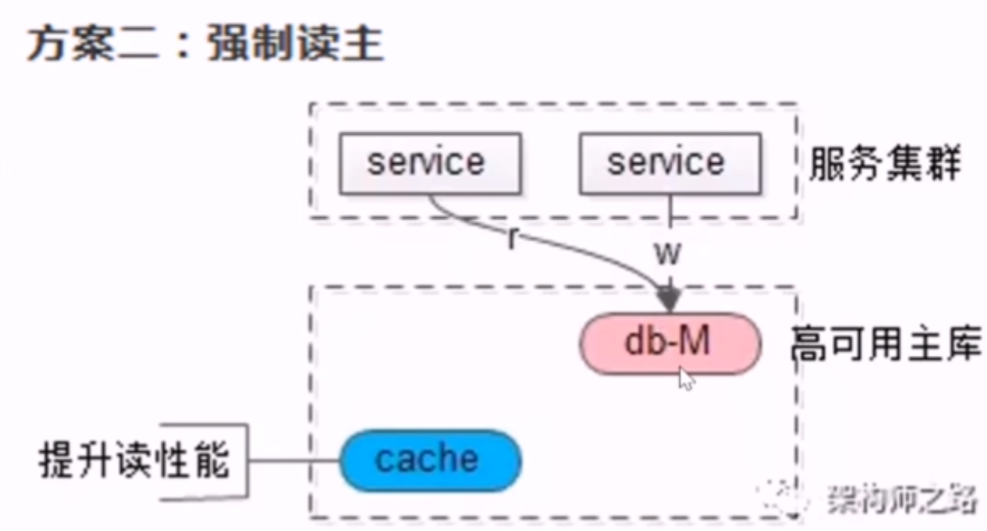 方案二：强制读主
service
service
服务集群
r
w
db-M
高可用主库
提升读性能
cache
架构师之路